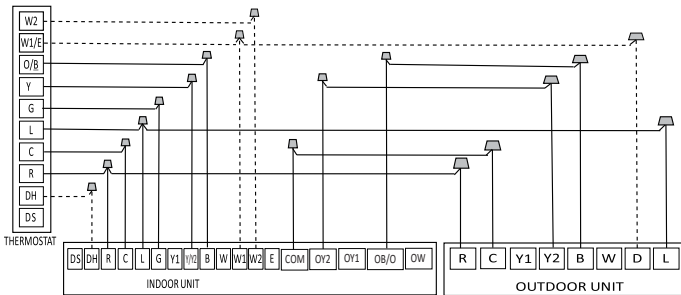 W2
W1/E
O/B
Y
G
L
C
R
DH
DS
THERMOSTAT
DS DH R C L G Y1 Y/Y2 B W W1 W2 E COM OY2 OY1 OB/O OW
INDOOR UNIT
R C Y1 Y2 B W D L
OUTDOOR UNIT